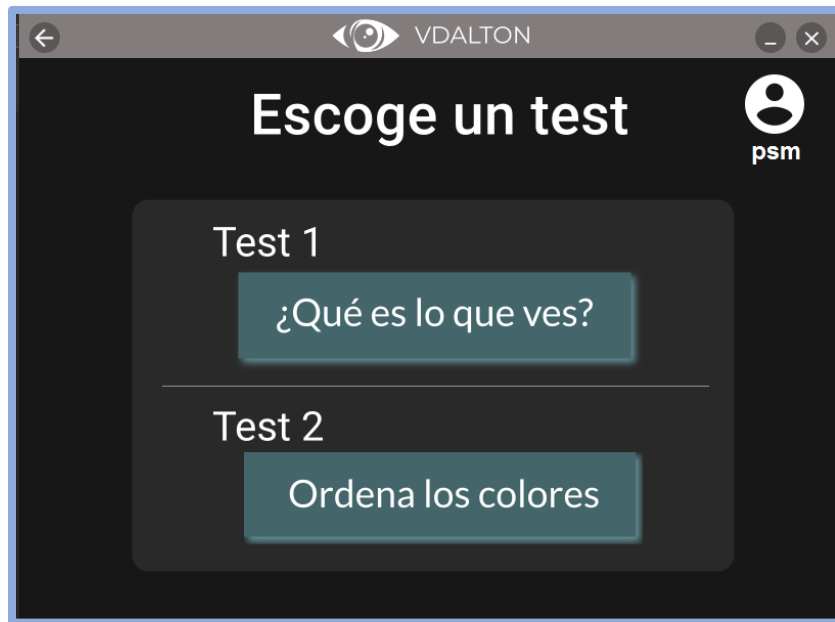 VDALTON
Escoge un test
psm
Test 1
¿Qué es lo que ves?
Test 2
Ordena los colores